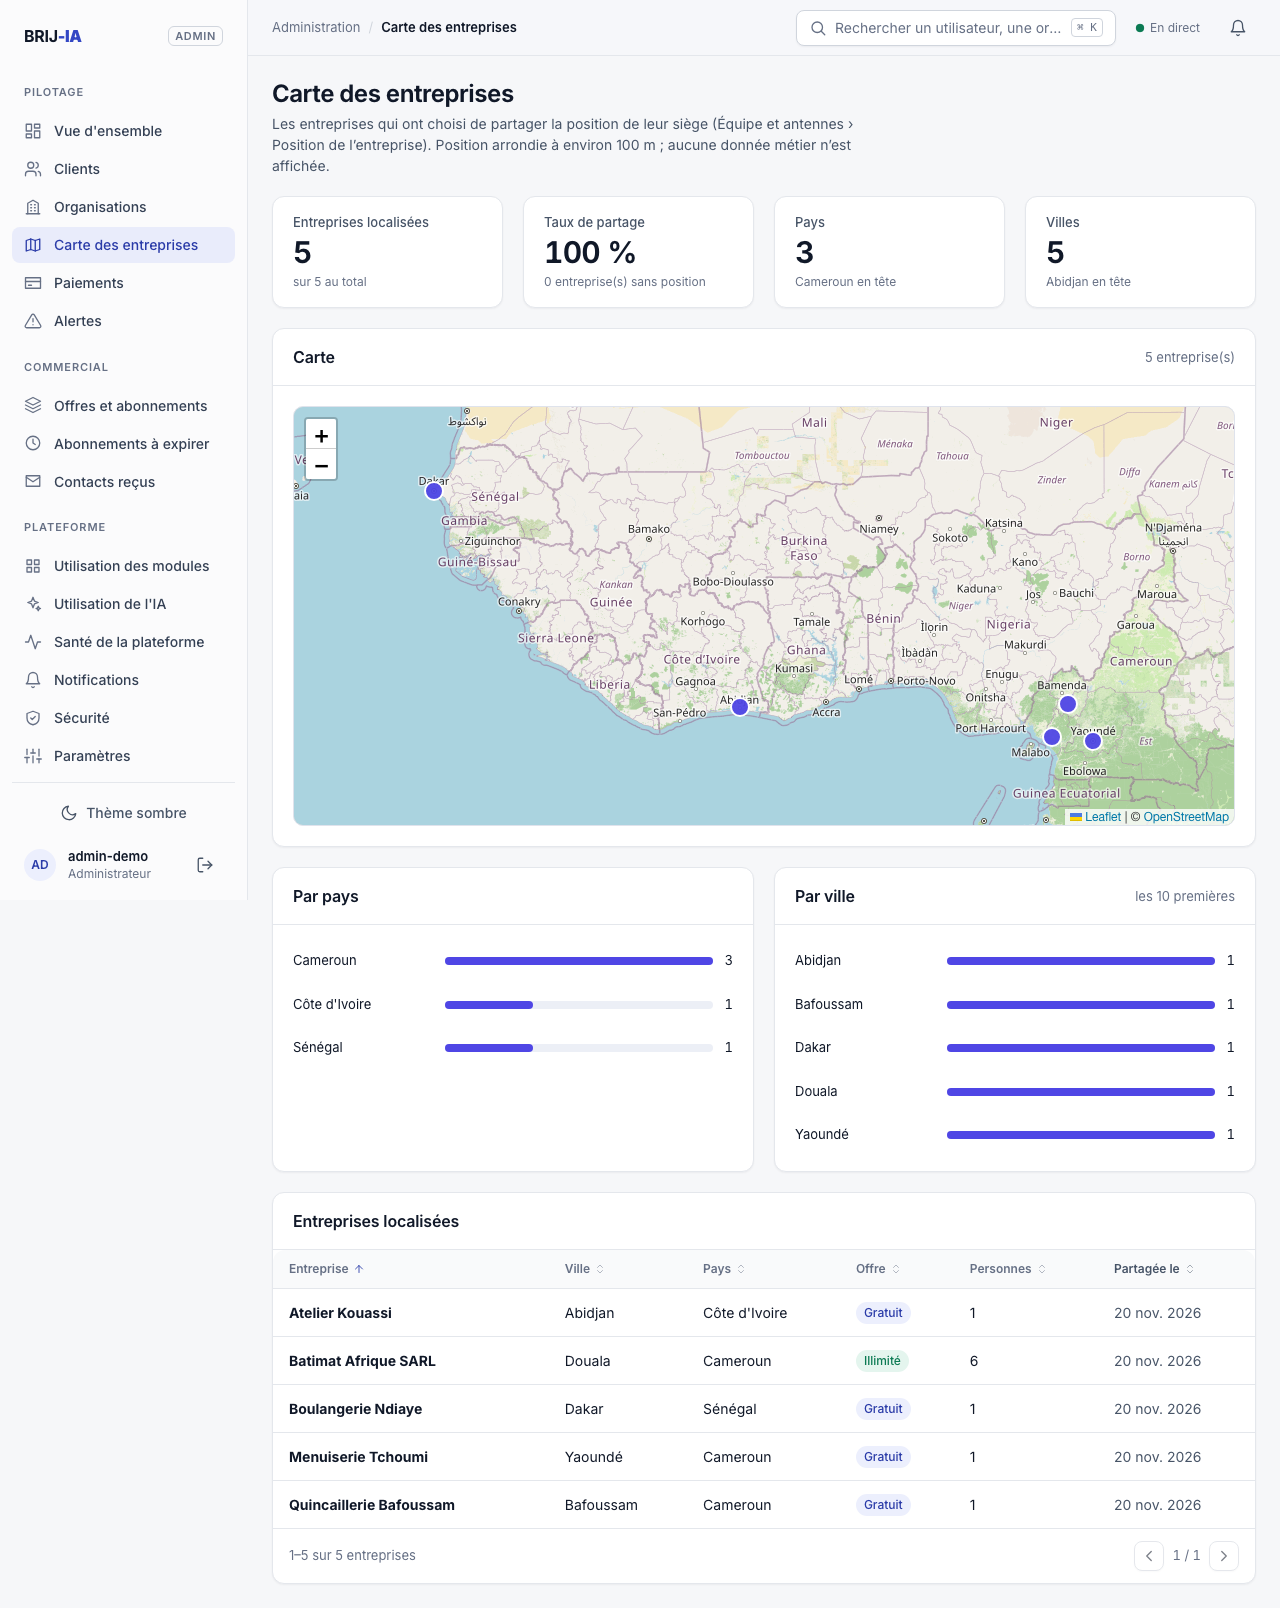 BRIJ-IA
ADMIN
PILOTAGE
Vue d'ensemble
Clients
Organisations
Carte des entreprises
Paiements
Alertes
COMMERCIAL
Offres et abonnements
Abonnements à expirer
Contacts reçus
PLATEFORME
Utilisation des modules
Utilisation de l'IA
Santé de la plateforme
Notifications
Sécurité
Paramètres
Thème sombre
AD
admin-demo
Administrateur
Administration / Carte des entreprises
Rechercher un utilisateur, une or…
⌘ K
En direct
Carte des entreprises
Les entreprises qui ont choisi de partager la position de leur siège (Équipe et antennes ›
Position de l’entreprise). Position arrondie à environ 100 m ; aucune donnée métier n’est
affichée.
Entreprises localisées
5
sur 5 au total
Taux de partage
100 %
0 entreprise(s) sans position
Pays
3
Cameroun en tête
Villes
5
Abidjan en tête
Carte
5 entreprise(s)
+
−
نواكشوط
Mali
Niger
Ménaka
Tombouctou
Tahoua
Diffa
Zinder
Kanem كانم
Dakar
Sénégal
Gambia
Ziguinchor
Guiné-Bissau
Bamako
Niamey
Katsina
Sokoto
N'Djaména
انجمينا
Burkina
Faso
Borno
Kano
Kankan
Bobo-Dioulasso
Kaduna
Jos
Bauchi
Maroua
Conakry
Guinée
Niger
Korhogo
Tamale
Bénin
Ìlorin
Nigeria
Garoua
Sierra Leone
Ghana
Makurdi
Ìbàdàn
Côte d’Ivoire
Kumasi
Cameroun
Liberia
Gagnoa
Lomé
Porto-Novo
Enugu
Bamenda
Onitsha
Abidjan
San-Pédro
Accra
Port Harcourt
Yaoundé
Est
Malabo
Ebolowa
Guinea Ecuatorial
Leaflet | © OpenStreetMap
Par pays
Cameroun 3
Côte d'Ivoire 1
Sénégal 1
Par ville
les 10 premières
Abidjan 1
Bafoussam 1
Dakar 1
Douala 1
Yaoundé 1
Entreprises localisées
Entreprise Ville Pays Offre Personnes Partagée le
Atelier Kouassi Abidjan Côte d'Ivoire Gratuit 1 20 nov. 2026
Batimat Afrique SARL Douala Cameroun Illimité 6 20 nov. 2026
Boulangerie Ndiaye Dakar Sénégal Gratuit 1 20 nov. 2026
Menuiserie Tchoumi Yaoundé Cameroun Gratuit 1 20 nov. 2026
Quincaillerie Bafoussam Bafoussam Cameroun Gratuit 1 20 nov. 2026
1–5 sur 5 entreprises
1 / 1